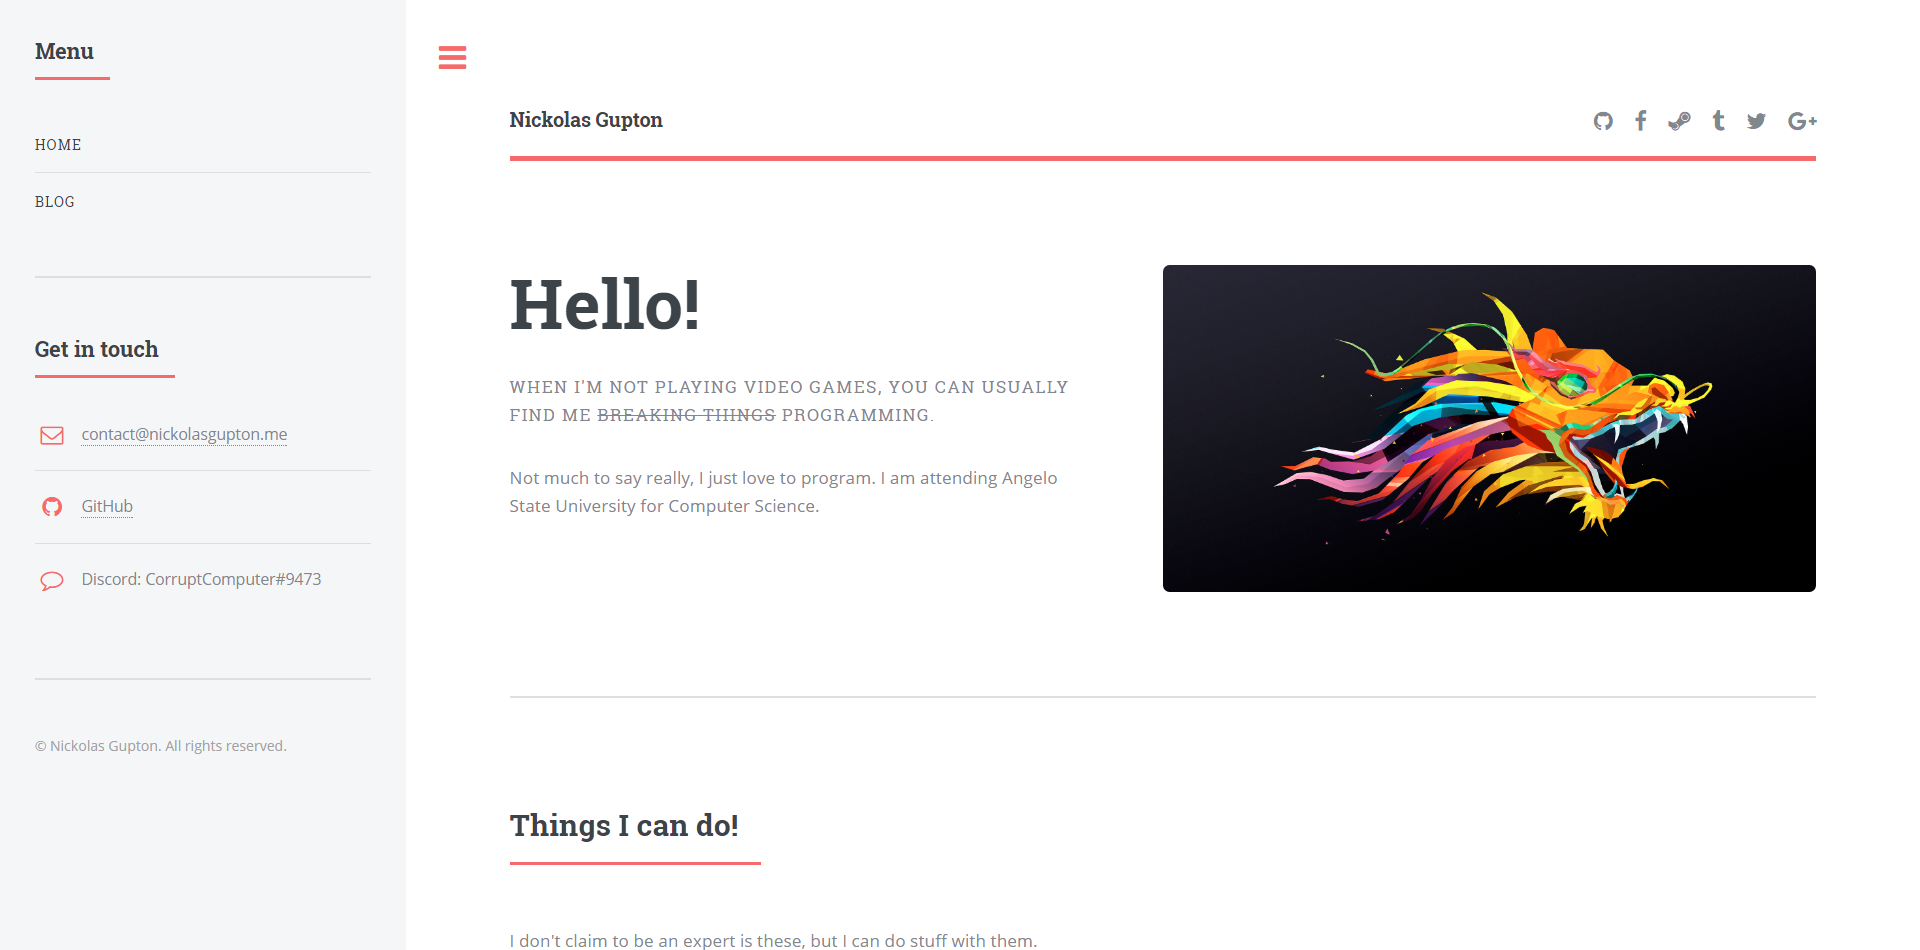 Menu
HOME
BLOG
Get in touch
contact@nickolasgupton.me
GitHub
Discord: CorruptComputer#9473
© Nickolas Gupton. All rights reserved.
Nickolas Gupton
Hello!
WHEN I'M NOT PLAYING VIDEO GAMES, YOU CAN USUALLY
FIND ME BREAKING THINGS PROGRAMMING.
Not much to say really, I just love to program. I am attending Angelo
State University for Computer Science.
Things I can do!
I don't claim to be an expert is these, but I can do stuff with them.